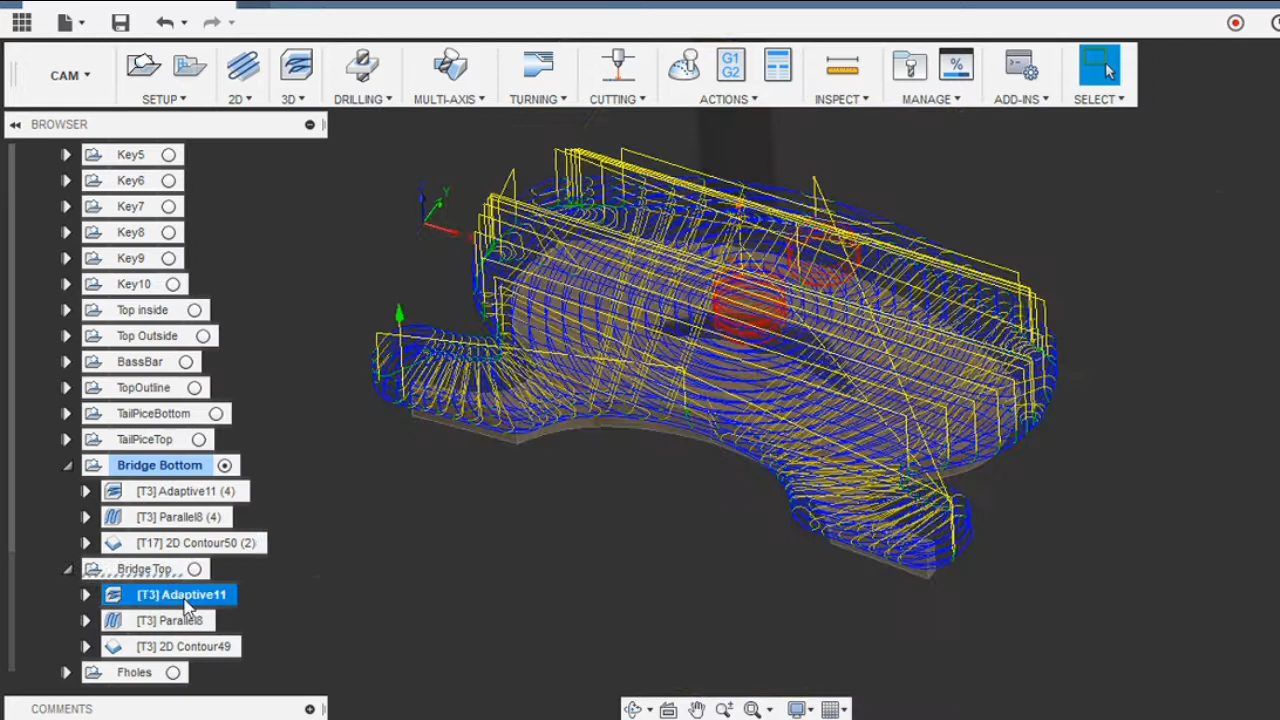 CAM
SETUP
2D
3D
DRILLING
MULTI-AXIS
TURNING
CUTTING
G1
G2
ACTIONS
INSPECT
%
MANAGE
ADD-INS
SELECT
BROWSER
Key5
Key6
Key7
Key8
Key9
Key10
Top inside
Top Outside
BassBar
TopOutline
TailPiceBottom
TailPiceTop
Bridge Bottom
[T3] Adaptive11 (4)
[T3] Parallel8 (4)
[T17] 2D Contour50 (2)
Bridge Top
[T3] Adaptive11
[T3] Parallel8
[T3] 2D Contour49
Fholes
COMMENTS
Y